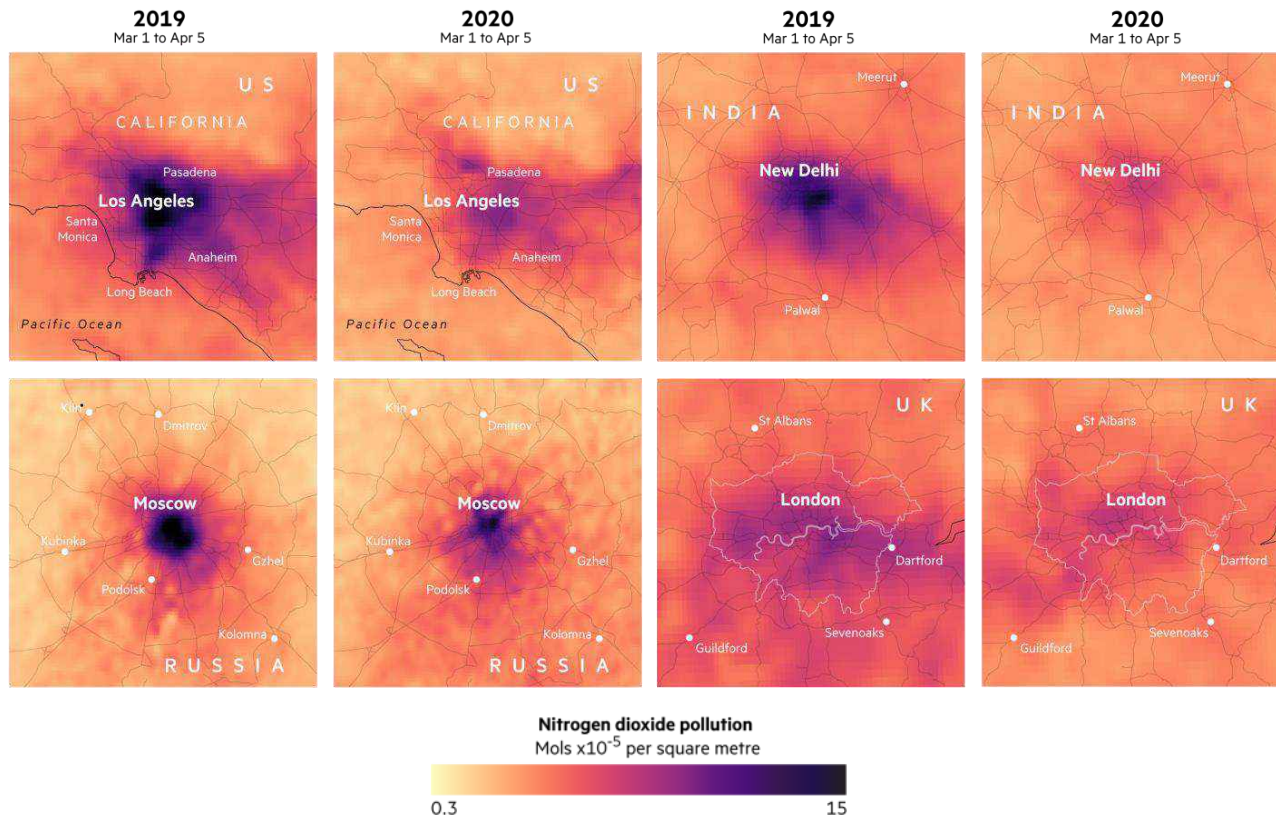 2019
Mar 1 to Apr 5
2020
Mar 1 to Apr 5
2019
Mar 1 to Apr 5
2020
Mar 1 to Apr 5
US
CALIFORNIA
Pasadena
Los Angeles
Santa
Monica
Anaheim
Long Beach
Pacific Ocean
US
CALIFORNIA
Pasadena
Los Angeles
Santa
Monica
Anaheim
Long Beach
Pacific Ocean
Meerut
INDIA
New Delhi
Palwal
Meerut
INDIA
New Delhi
Palwal
Klin
Dmitrov
Moscow
Kubinka
Gzhel
Podolsk
Kolomna
RUSSIA
Klin
Dmitrov
Moscow
Kubinka
Gzhel
Podolsk
Kolomna
RUSSIA
UK
St Albans
London
Dartford
Sevenoaks
Guildford
UK
St Albans
London
Dartford
Sevenoaks
Guildford
Nitrogen dioxide pollution
Mols x10⁻⁵ per square metre
0.3
15